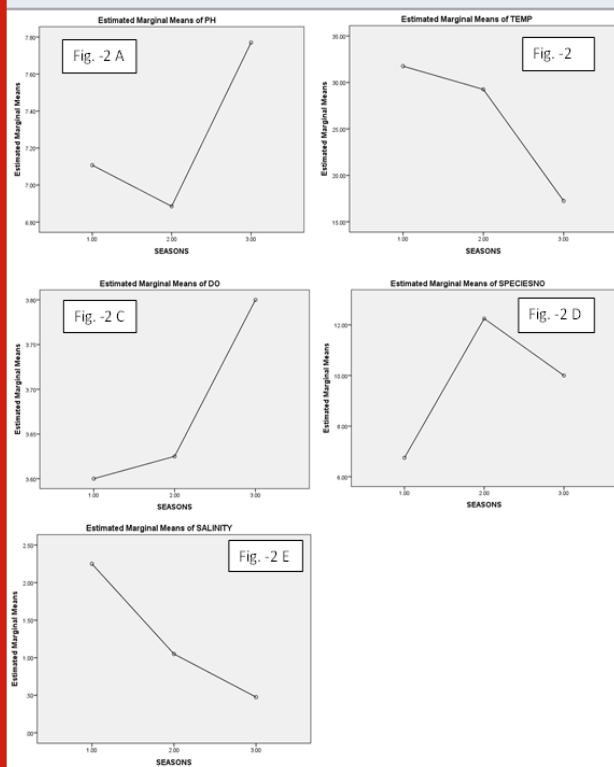 Estimated Marginal Means of PH
Fig. -2 A
Estimated Marginal Means
7.80
7.60
7.40
7.20
7.00
6.80
1.00 2.00 3.00
SEASONS
Estimated Marginal Means of TEMP
Fig. -2
Estimated Marginal Means
35.00
30.00
25.00
20.00
15.00
1.00 2.00 3.00
SEASONS
Estimated Marginal Means of DO
Fig. -2 C
Estimated Marginal Means
3.80
3.75
3.70
3.65
3.60
1.00 2.00 3.00
SEASONS
Estimated Marginal Means of SPECIESNO
Fig. -2 D
Estimated Marginal Means
12.00
10.00
8.00
6.00
1.00 2.00 3.00
SEASONS
Estimated Marginal Means of SALINITY
Fig. -2 E
Estimated Marginal Means
2.50
2.00
1.50
1.00
.50
.00
1.00 2.00 3.00
SEASONS